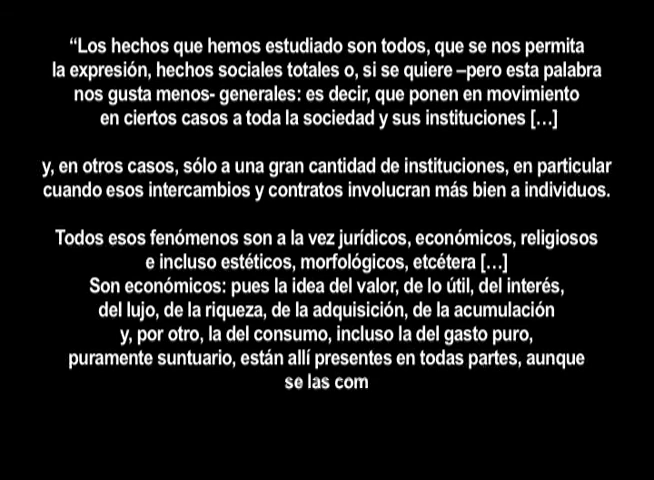 “Los hechos que hemos estudiado son todos, que se nos permita
la expresión, hechos sociales totales o, si se quiere –pero esta palabra
nos gusta menos- generales: es decir, que ponen en movimiento
en ciertos casos a toda la sociedad y sus instituciones [...]
y, en otros casos, sólo a una gran cantidad de instituciones, en particular
cuando esos intercambios y contratos involucran más bien a individuos.
Todos esos fenómenos son a la vez jurídicos, económicos, religiosos
e incluso estéticos, morfológicos, etcétera [...]
Son económicos: pues la idea del valor, de lo útil, del interés,
del lujo, de la riqueza, de la adquisición, de la acumulación
y, por otro, la del consumo, incluso la del gasto puro,
puramente suntuario, están allí presentes en todas partes, aunque
se las com